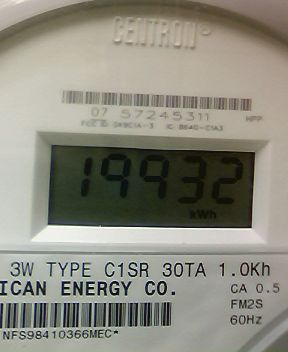 CENTRON®
07 57245311 HPP
19932
kWh
3W TYPE C1SR 30TA 1.0Kh
ICAN ENERGY CO. CA 0.5
FM2S
60Hz
NFS98410366MEC*